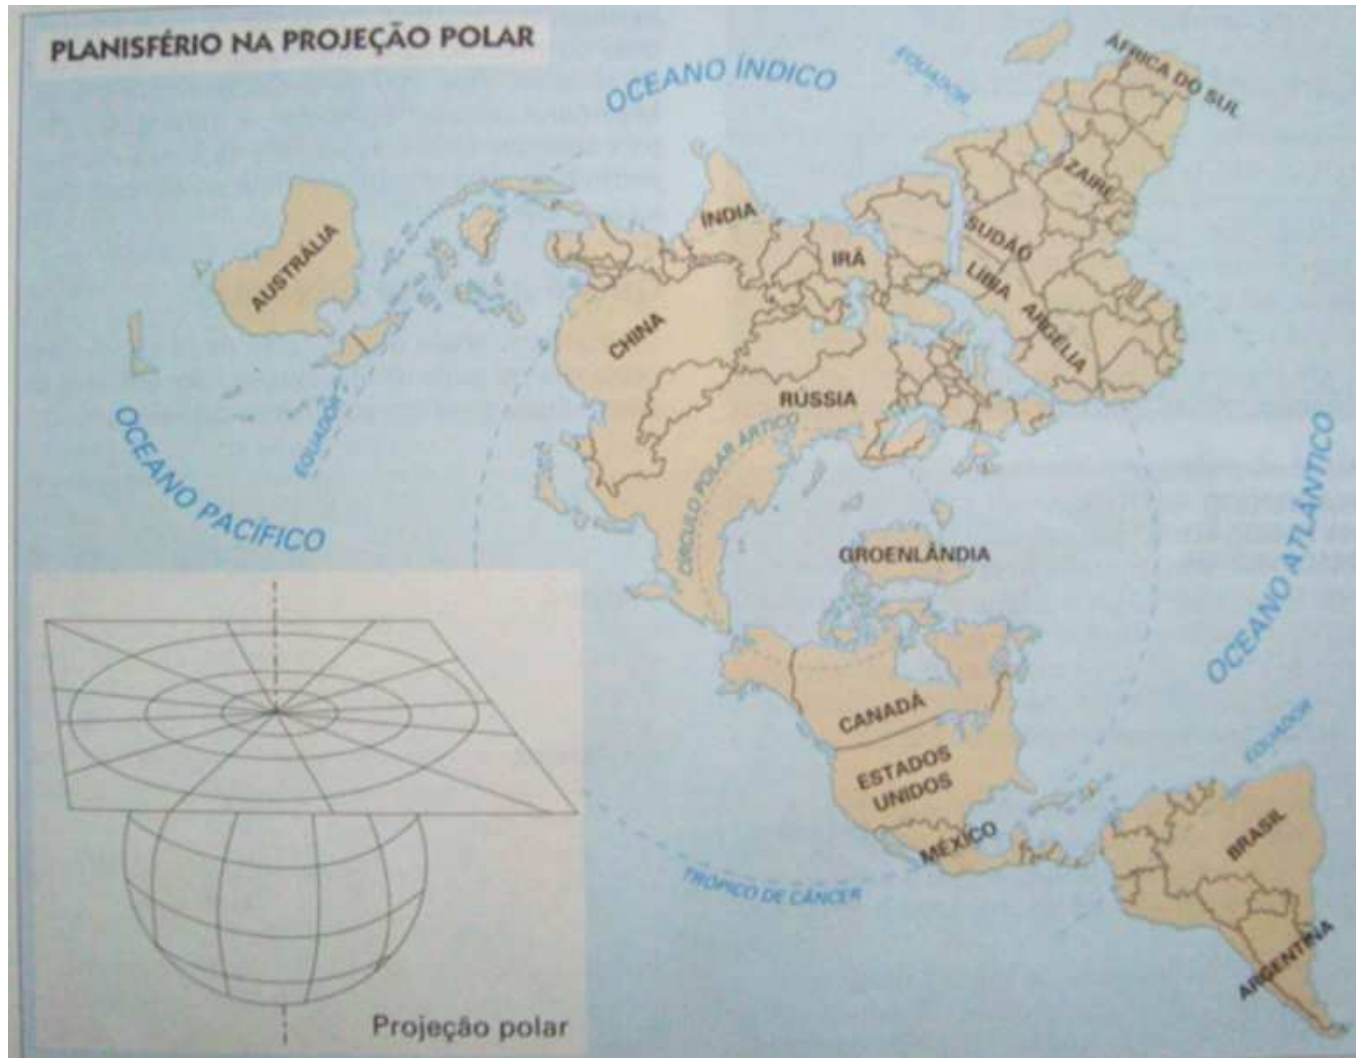 PLANISFÉRIO NA PROJEÇÃO POLAR
OCEANO ÍNDICO
EQUADOR
ÁFRICA DO SUL
ZAIRE
ÍNDIA
SUDÃO
IRÃ
AUSTRÁLIA
LÍBIA
CHINA
ARGÉLIA
RÚSSIA
EQUADOR
CÍRCULO POLAR ÁRTICO
OCEANO PACÍFICO
OCEANO ATLÂNTICO
GROENLÂNDIA
CANADÁ
EQUADOR
ESTADOS
UNIDOS
MÉXICO
BRASIL
TRÓPICO DE CÂNCER
ARGENTINA
Projeção polar